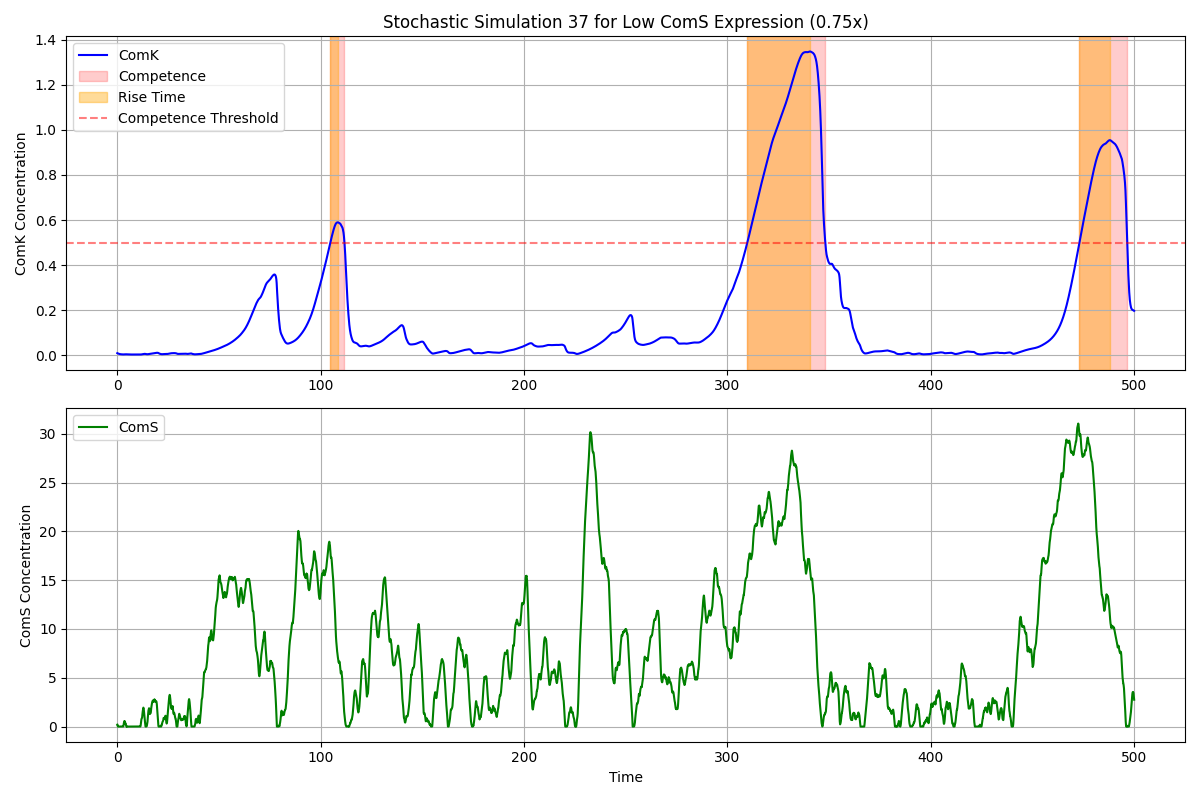 Stochastic Simulation 37 for Low ComS Expression (0.75x)
ComK
Competence
Rise Time
Competence Threshold
ComK Concentration
1.4
1.2
1.0
0.8
0.6
0.4
0.2
0.0
0 100 200 300 400 500
ComS
ComS Concentration
30
25
20
15
10
5
0
0 100 200 300 400 500
Time